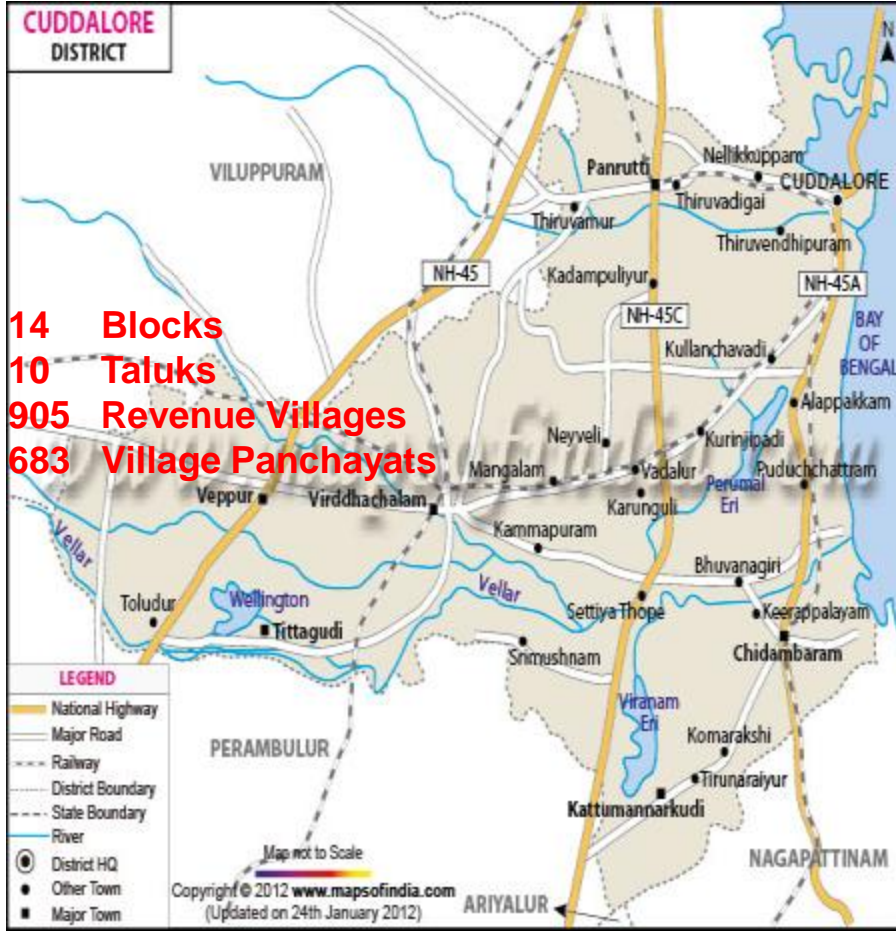 CUDDALORE
DISTRICT
N
VILUPPURAM
Nellikkuppam
Panrutti
CUDDALORE
Thiruvadigai
Thiruvamur
Thiruvendhipuram
NH-45
Kadampuliyur
NH-45A
NH-45C
BAY
OF
BENGAL
14 Blocks
10 Taluks
905 Revenue Villages
683 Village Panchayats
Kullanchavadi
Alappakkam
Neyveli
Kurinjipadi
Mangalam
Vadalur
Puduchchattram
Perumal
Eri
Veppur
Virddhachalam
Karunguli
Kammapuram
Vellar
Bhuvanagiri
Vellar
Toludur
Wellington
Settiya Thope
Keerappalayam
Tittagudi
Srimushnam
Chidambaram
LEGEND
National Highway
Major Road
Railway
District Boundary
State Boundary
River
District HQ
Other Town
Major Town
Viranam
Eri
PERAMBULUR
Komarakshi
Tirunaraiyur
Kattumannarkudi
Map not to Scale
NAGAPATTINAM
Copyright © 2012 www.mapsofindia.com
(Updated on 24th January 2012)
ARIYALUR
www.mapsofindia.com